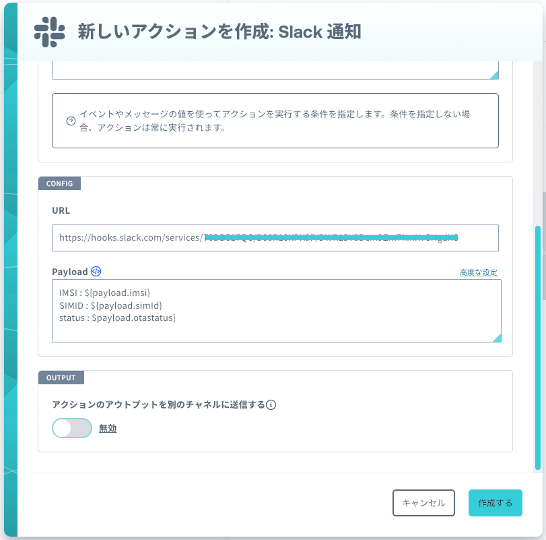 新しいアクションを作成: Slack 通知
イベントやメッセージの値を使ってアクションを実行する条件を指定します。条件を指定しない場
合、アクションは常に実行されます。
CONFIG
URL
https://hooks.slack.com/services/
Payload
高度な設定
IMSI : ${payload.imsi}
SIMID : ${payload.simId}
status : $payload.otastatus}
OUTPUT
アクションのアウトプットを別のチャネルに送信する
無効
キャンセル
作成する